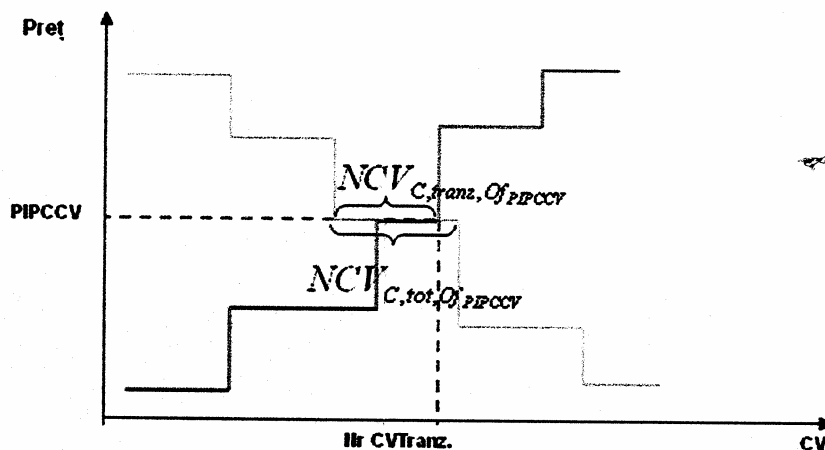 Preț
NCV C,tranz,Of PIPCCV
PIPCCV
NCV C,tot,Of PIPCCV
Nr CVTranz.
CV